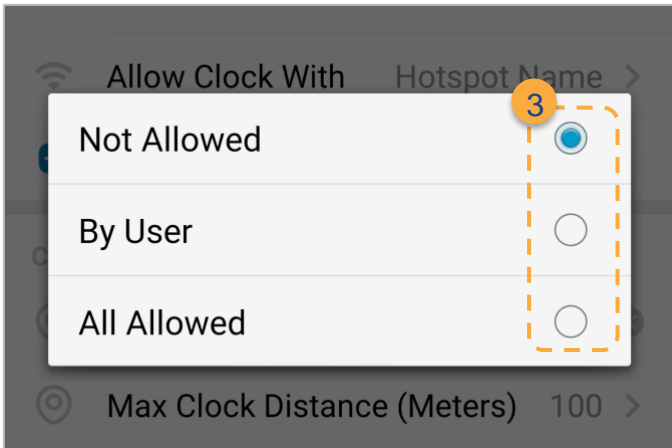 Allow Clock With Hotspot Name >
3
Not Allowed
By User
C
All Allowed
Max Clock Distance (Meters) 100 >